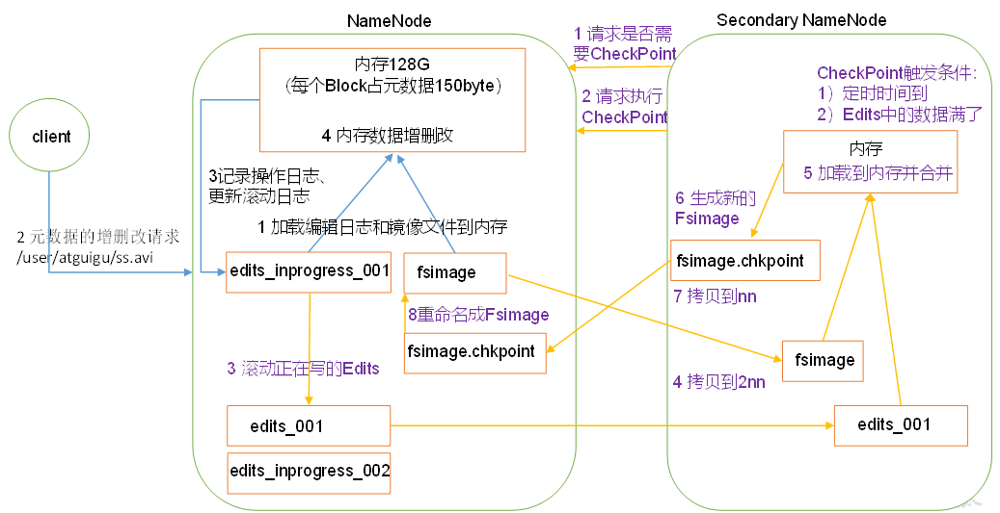 NameNode
Secondary NameNode
client
2 元数据的增删改请求
/user/atguigu/ss.avi
内存128G
（每个Block占元数据150byte）
4 内存数据增删改
3记录操作日志、
更新滚动日志
1 加载编辑日志和镜像文件到内存
edits_inprogress_001
fsimage
8重命名成Fsimage
fsimage.chkpoint
3 滚动正在写的Edits
edits_001
edits_inprogress_002
1 请求是否需
要CheckPoint
2 请求执行
CheckPoint
CheckPoint触发条件：
1）定时时间到
2）Edits中的数据满了
内存
5 加载到内存并合并
6 生成新的
Fsimage
fsimage.chkpoint
7 拷贝到nn
fsimage
4 拷贝到2nn
edits_001